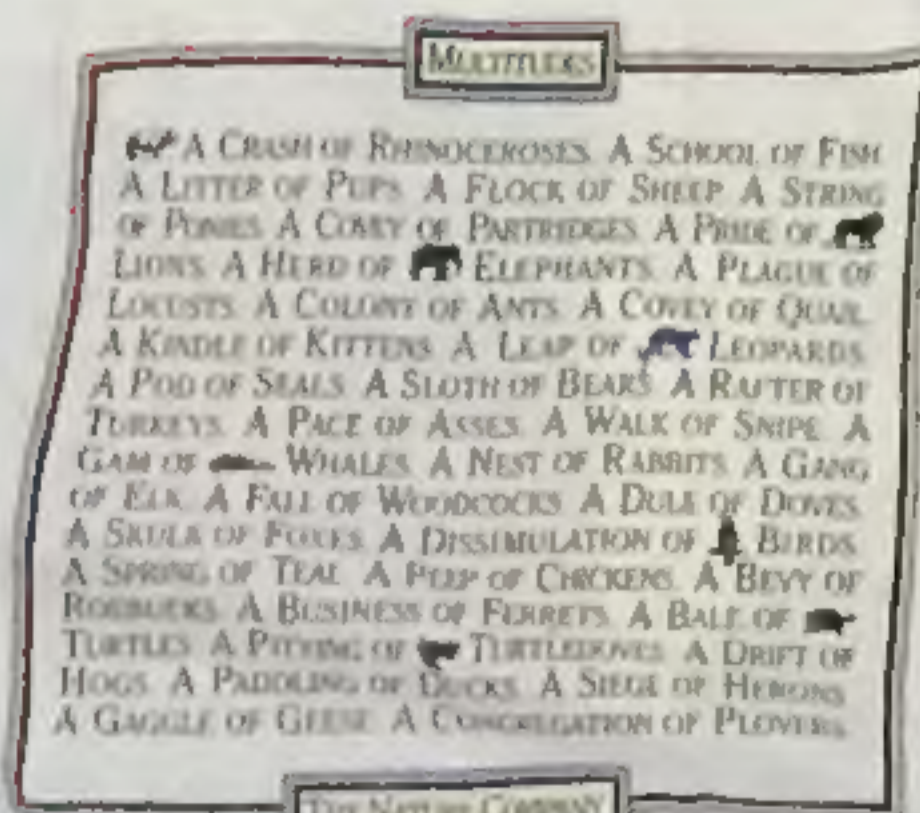 MULTITUDES
A CRASH OF RHINOCEROSES. A SCHOOL OF FISH.
A LITTER OF PUPS. A FLOCK OF SHEEP. A STRING
OF PONIES. A COVEY OF PARTRIDGES. A PRIDE OF
LIONS. A HERD OF ELEPHANTS. A PLAGUE OF
LOCUSTS. A COLONY OF ANTS. A COVEY OF QUAIL.
A KINDLE OF KITTENS. A LEAP OF LEOPARDS.
A POD OF SEALS. A SLOTH OF BEARS. A RAFTER OF
TURKEYS. A PACE OF ASSES. A WALK OF SNIPE. A
GAM OF WHALES. A NEST OF RABBITS. A GANG
OF ELK. A FALL OF WOODCOCKS. A DULE OF DOVES.
A SKULK OF FOXES. A DISSIMULATION OF BIRDS.
A SPRING OF TEAL. A PEEP OF CHICKENS. A BEVY OF
ROEBUCKS. A BUSINESS OF FERRETS. A BALE OF
TURTLES. A PITYING OF TURTLEDOVES. A DRIFT OF
HOGS. A PADDLING OF DUCKS. A SIEGE OF HERONS.
A GAGGLE OF GEESE. A CONGREGATION OF PLOVERS.
THE NATURE COMPANY